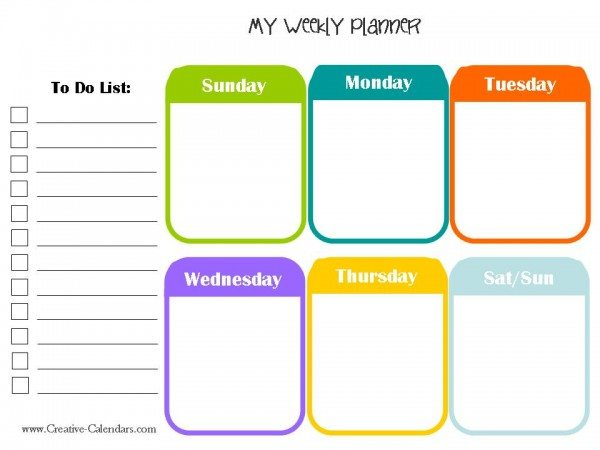 My Weekly Planner
To Do List:
Sunday
Monday
Tuesday
Wednesday
Thursday
Sat/Sun
www.Creative-Calendars.com